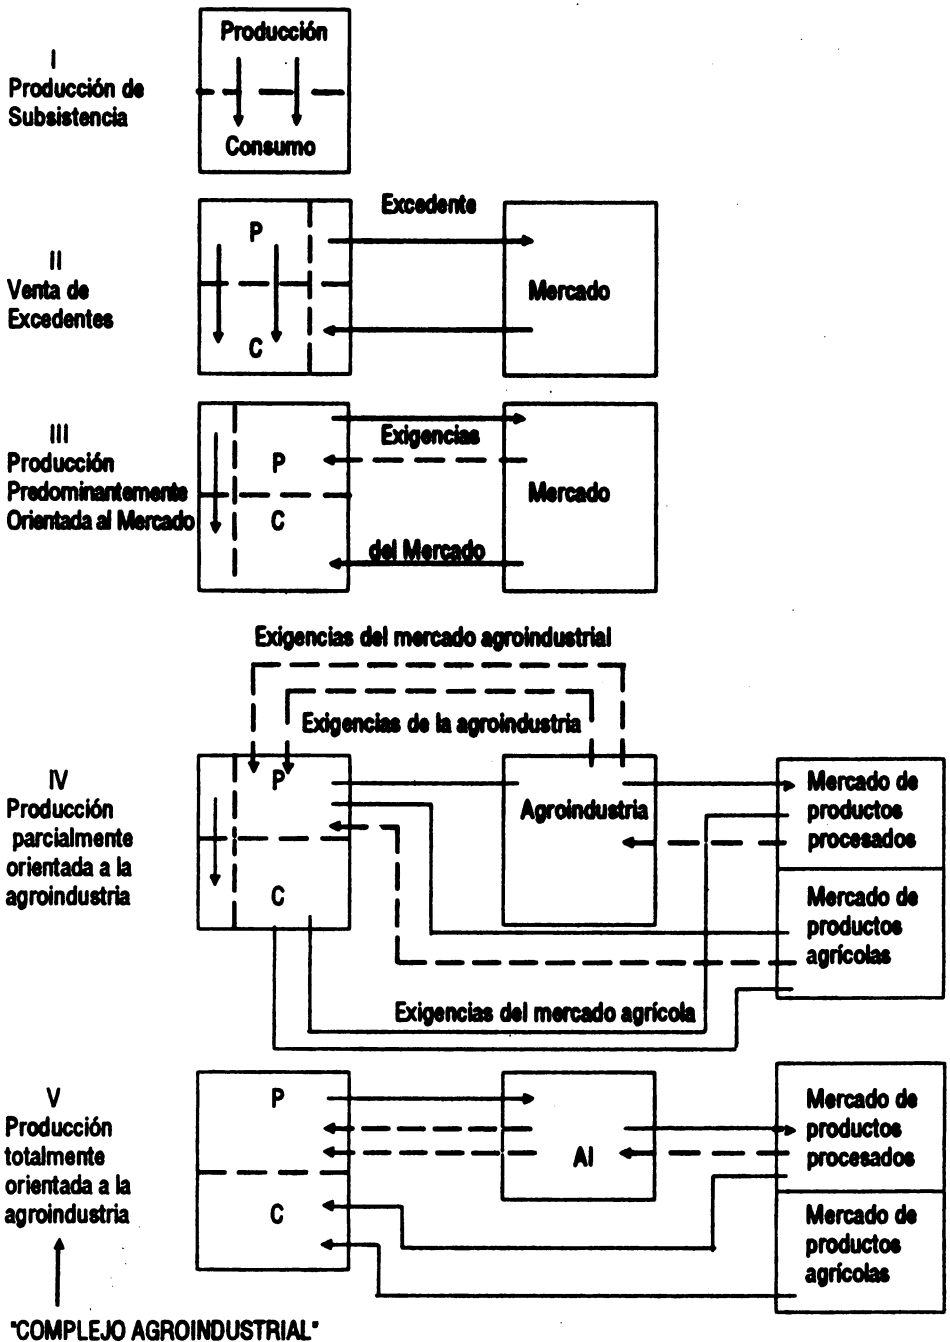 I
Producción de
Subsistencia
Producción
Consumo
II
Venta de
Excedentes
P
C
Excedente
Mercado
III
Producción
Predominantemente
Orientada al Mercado
P
C
Exigencias
del Mercado
Mercado
Exigencias del mercado agroindustrial
Exigencias de la agroindustria
IV
Producción
parcialmente
orientada a la
agroindustria
P
C
Agroindustria
Mercado de
productos
procesados
Mercado de
productos
agrícolas
Exigencias del mercado agrícola
V
Producción
totalmente
orientada a la
agroindustria
P
C
AI
Mercado de
productos
procesados
Mercado de
productos
agrícolas
"COMPLEJO AGROINDUSTRIAL"